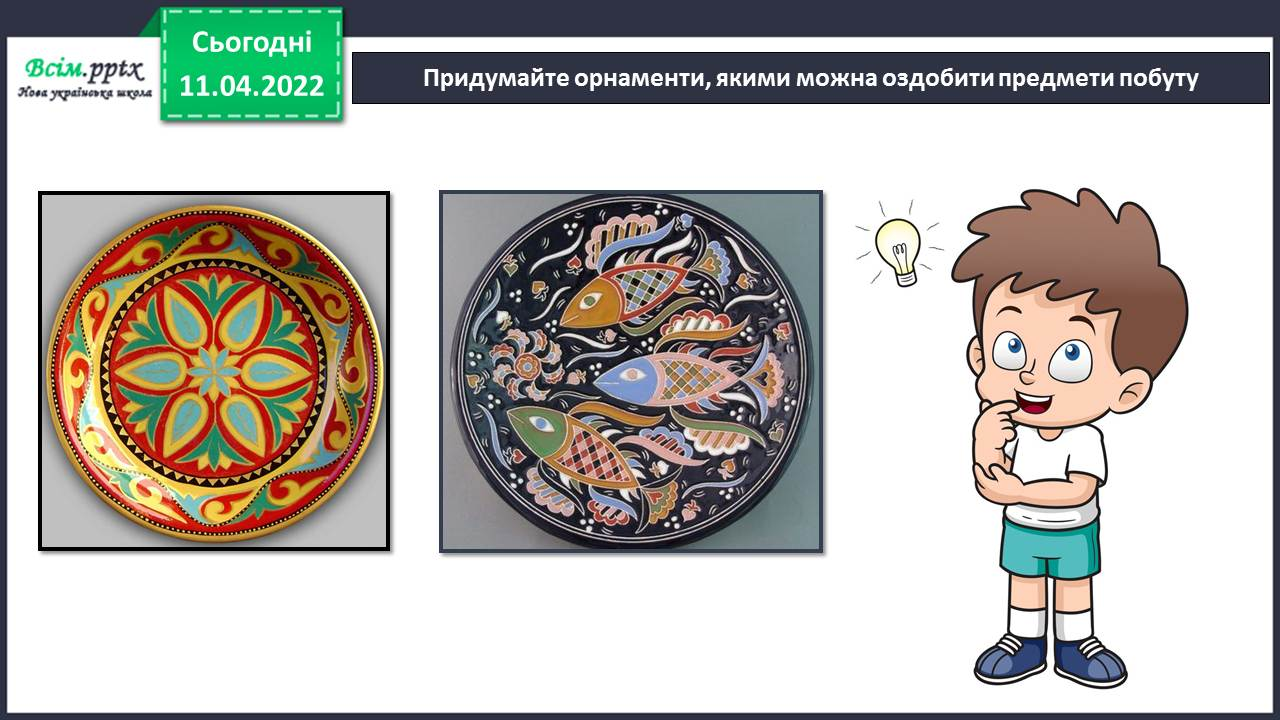 Всім.pptx
Нова українська школа
Сьогодні
11.04.2022
Придумайте орнаменти, якими можна оздобити предмети побуту